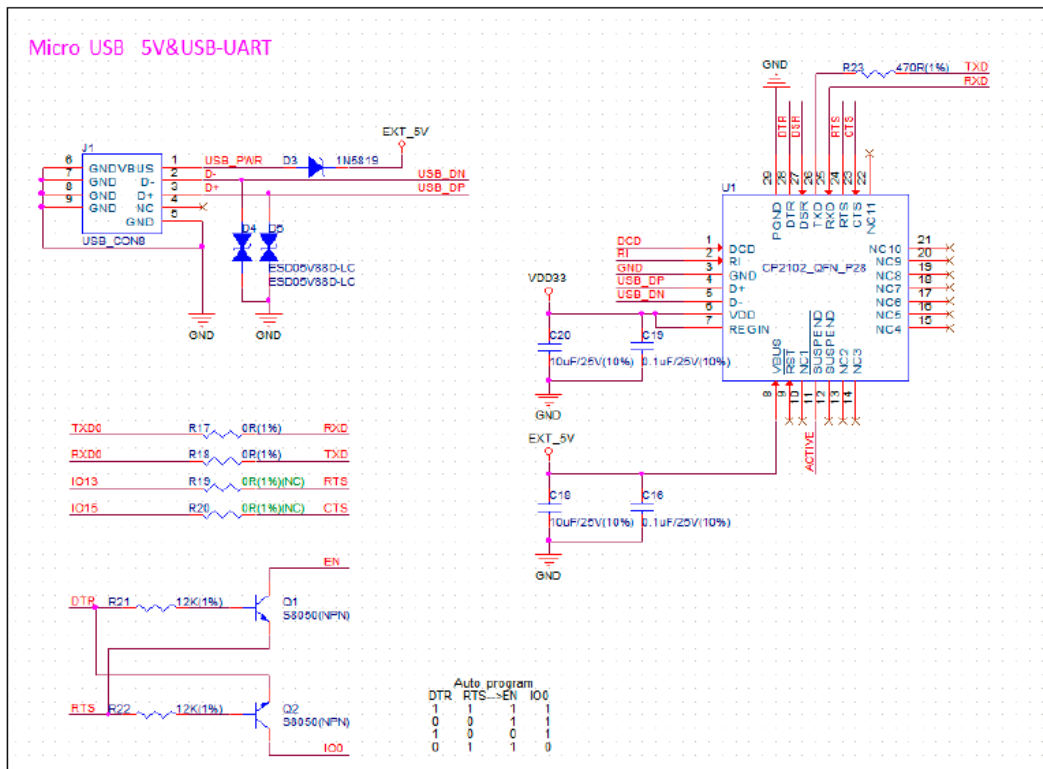 Micro USB 5V&USB-UART
GND
R23 470R(1%) TXD
RXD
DTR
DSR
RTS
CTS
EXT_5V
J1
6 GND VBUS 1 USB_PWR D3 1N5819
7 GND D- 2 D- USB_DN
8 GND D+ 3 D+ USB_DP
9 GND NC 4
GND 5
USB_CON8
D4 D5
ESD05V88D-LC
ESD05V88D-LC
GND
GND
U1
29 28 27 26 25 24 23 22
PGND DTR DSR TXD RXD RTS CTS NC11
CP2102_QFN_P28
DCD 1 DCD
RI 2 RI
GND 3 GND
USB_DP 4 D+
USB_DN 5 D-
6 VDD
7 REGIN
NC10 21
NC9 20
NC8 19
NC7 18
NC6 17
NC5 16
NC4 15
VBUS RST NC1 SUSPEND SUSPEND NC2 NC3
8 9 10 11 12 13 14
ACTIVE
VDD33
C20 C19
10uF/25V(10%) 0.1uF/25V(10%)
GND
EXT_5V
C18 C16
10uF/25V(10%) 0.1uF/25V(10%)
GND
TXD0 R17 0R(1%) RXD
RXD0 R18 0R(1%) TXD
IO13 R19 0R(1%)(NC) RTS
IO15 R20 0R(1%)(NC) CTS
EN
DTR R21 12K(1%) Q1
S8050(NPN)
RTS R22 12K(1%) Q2
S8050(NPN)
IO0
Auto program
DTR RTS-->EN IO0
1 1 1 1
0 0 1 1
1 0 0 1
0 1 1 0